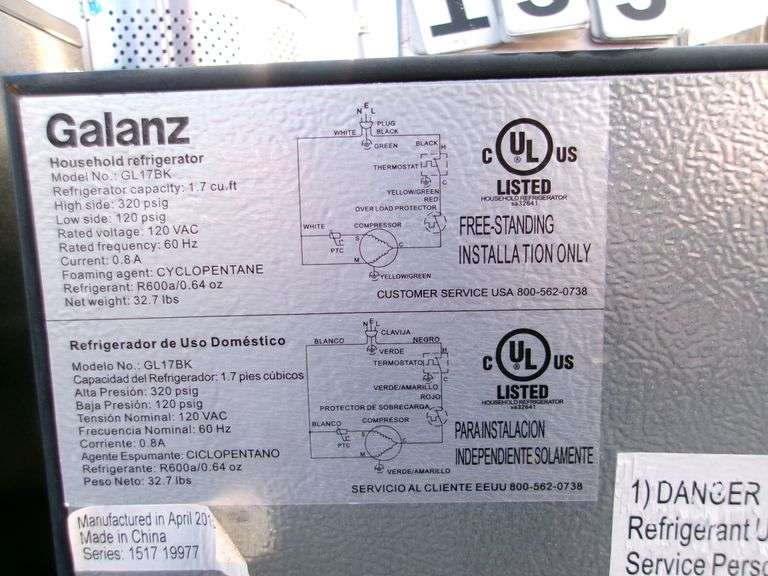 Galanz
Household refrigerator
Model No.: GL17BK
Refrigerator capacity: 1.7 cu.ft
High side: 320 psig
Low side: 120 psig
Rated voltage: 120 VAC
Rated frequency: 60 Hz
Current: 0.8 A
Foaming agent: CYCLOPENTANE
Refrigerant: R600a/0.64 oz
Net weight: 32.7 lbs
N E L
PLUG
WHITE BLACK
GREEN
BLACK H
THERMOSTAT
C
YELLOW/GREEN
RED
OVER LOAD PROTECTOR
WHITE COMPRESSOR
PTC
S
M
C
YELLOW/GREEN
C UL US
LISTED
HOUSEHOLD REFRIGERATOR
sa32641
FREE-STANDING
INSTALLATION ONLY
CUSTOMER SERVICE USA 800-562-0738
Refrigerador de Uso Doméstico
Modelo No.: GL17BK
Capacidad del Refrigerador: 1.7 pies cúbicos
Alta Presión: 320 psig
Baja Presión: 120 psig
Tensión Nominal: 120 VAC
Frecuencia Nominal: 60 Hz
Corriente: 0.8A
Agente Espumante: CICLOPENTANO
Refrigerante: R600a/0.64 oz
Peso Neto: 32.7 lbs
N E L
CLAVIJA
BLANCO NEGRO
VERDE
H
TERMOSTATO
C
VERDE/AMARILLO
ROJO
PROTECTOR DE SOBRECARGA
BLANCO COMPRESOR
PTC
S
M
C
VERDE/AMARILLO
C UL US
LISTED
HOUSEHOLD REFRIGERATOR
sa32641
PARA INSTALACION
INDEPENDIENTE SOLAMENTE
SERVICIO AL CLIENTE EEUU 800-562-0738
Manufactured in April
Made in China
Series: 1517 19977
1) DANGER
Refrigerant
Service